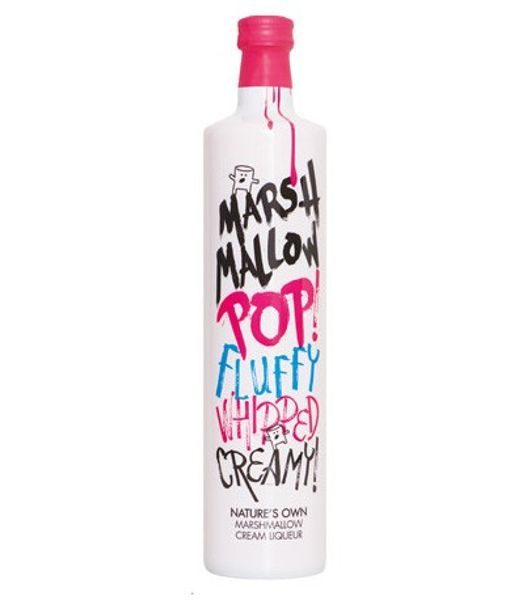 MARSH
MALLOW
POP!
FLUFFY
WHIPPED
CREAMY!
NATURE'S OWN
MARSHMALLOW
CREAM LIQUEUR